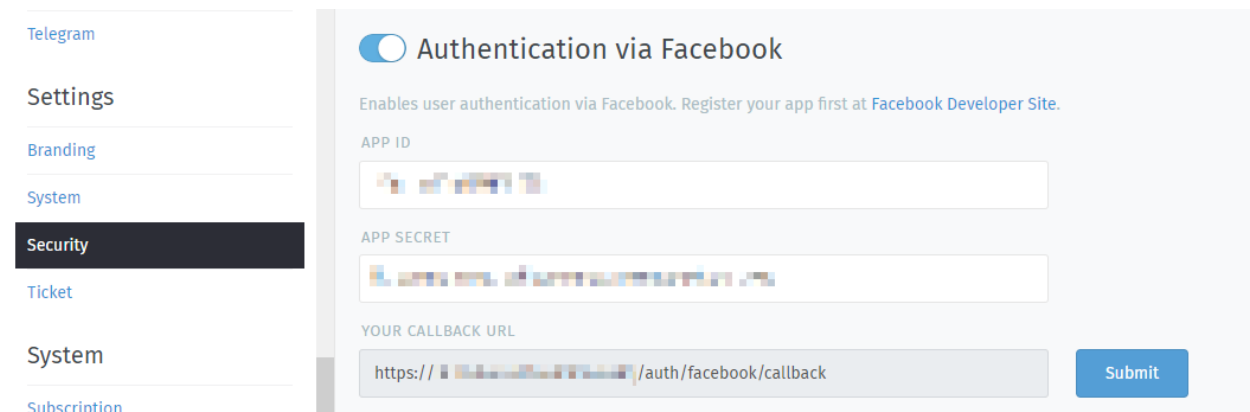 Telegram
Settings
Branding
System
Security
Ticket
System
Subscription
Authentication via Facebook
Enables user authentication via Facebook. Register your app first at Facebook Developer Site.
APP ID
APP SECRET
YOUR CALLBACK URL
https:// /auth/facebook/callback
Submit